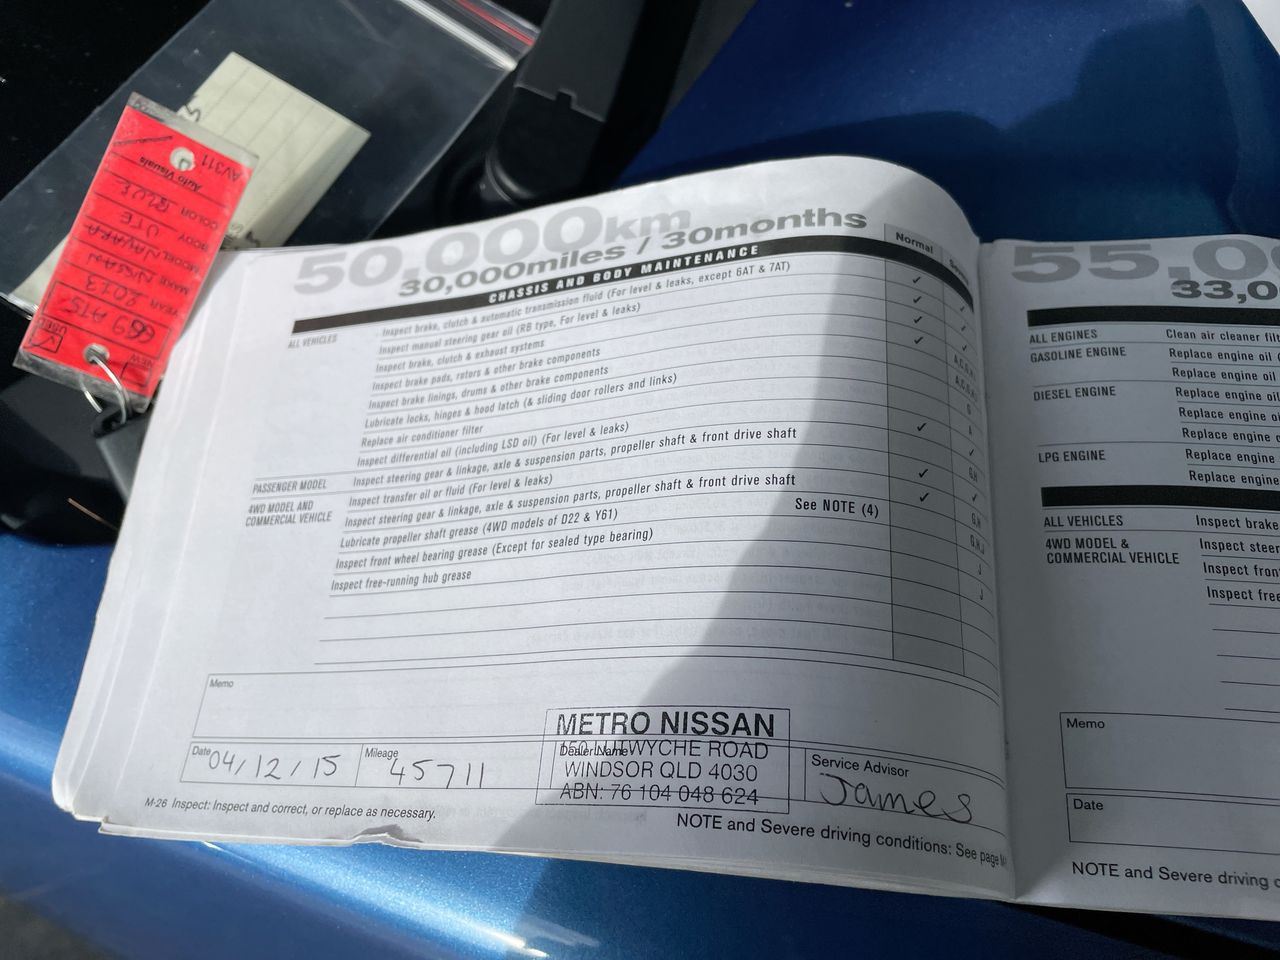 AV311
Auto Visuals
COLOR BLUE
BODY UTE
MODEL NAVARA
MAKE NISSAN
YEAR 2013
669 ATS
NEW
USED
50,000km
30,000miles / 30months
Normal
CHASSIS AND BODY MAINTENANCE
ALL VEHICLES
Inspect brake, clutch & automatic transmission fluid (For level & leaks, except 6AT & 7AT) ✓
Inspect manual steering gear oil (RB type, For level & leaks) ✓
Inspect brake, clutch & exhaust systems ✓
Inspect brake pads, rotors & other brake components ✓
Inspect brake linings, drums & other brake components
Lubricate locks, hinges & hood latch (& sliding door rollers and links)
Replace air conditioner filter
Inspect differential oil (including LSD oil) (For level & leaks) ✓
PASSENGER MODEL
Inspect steering gear & linkage, axle & suspension parts, propeller shaft & front drive shaft
4WD MODEL AND
COMMERCIAL VEHICLE
Inspect transfer oil or fluid (For level & leaks) ✓
Inspect steering gear & linkage, axle & suspension parts, propeller shaft & front drive shaft ✓
Lubricate propeller shaft grease (4WD models of D22 & Y61) See NOTE (4)
Inspect front wheel bearing grease (Except for sealed type bearing)
Inspect free-running hub grease
Memo
Date 04/12/15
Mileage 45711
Dealer Name
METRO NISSAN
WYCHE ROAD
WINDSOR QLD 4030
ABN: 76 104 048 624
Service Advisor
James
M-26 Inspect: Inspect and correct, or replace as necessary.
NOTE and Severe driving conditions: See page
55,0
33,0
ALL ENGINES Clean air cleaner filt
GASOLINE ENGINE Replace engine oil (
Replace engine oil
DIESEL ENGINE Replace engine oi
Replace engine oi
Replace engine o
LPG ENGINE Replace engine
Replace engine
ALL VEHICLES Inspect brake
4WD MODEL &
COMMERCIAL VEHICLE
Inspect steer
Inspect fron
Inspect free
Memo
Date
NOTE and Severe driving c